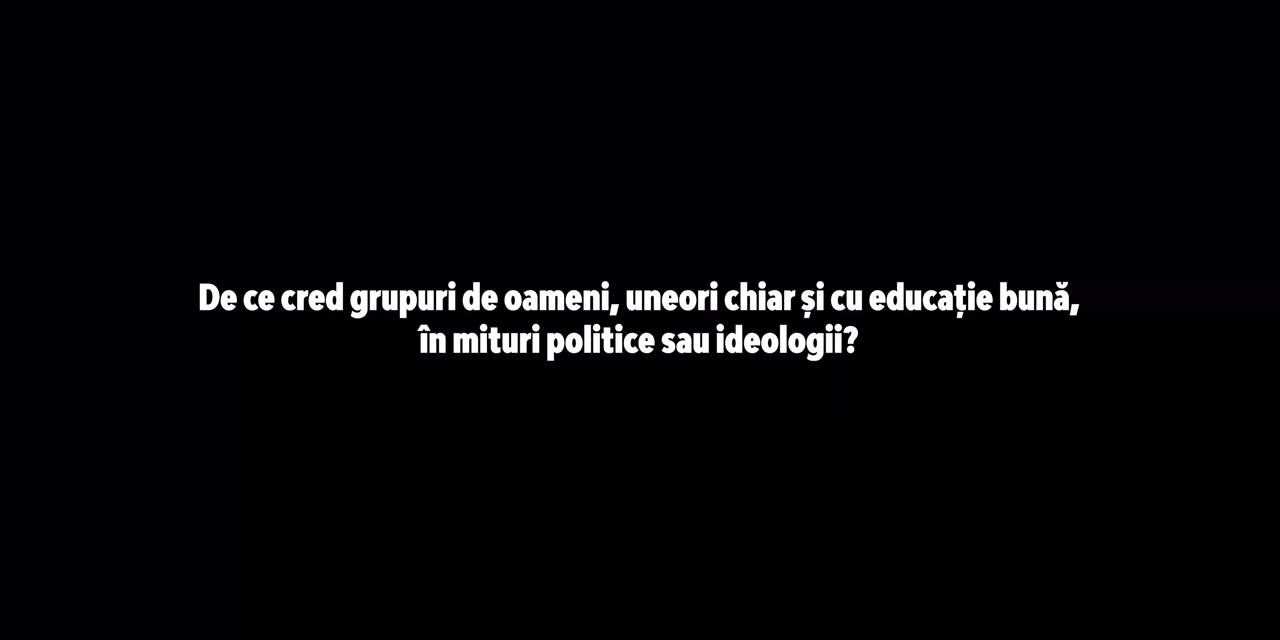 De ce cred grupuri de oameni, uneori chiar și cu educație bună,
în mituri politice sau ideologii?